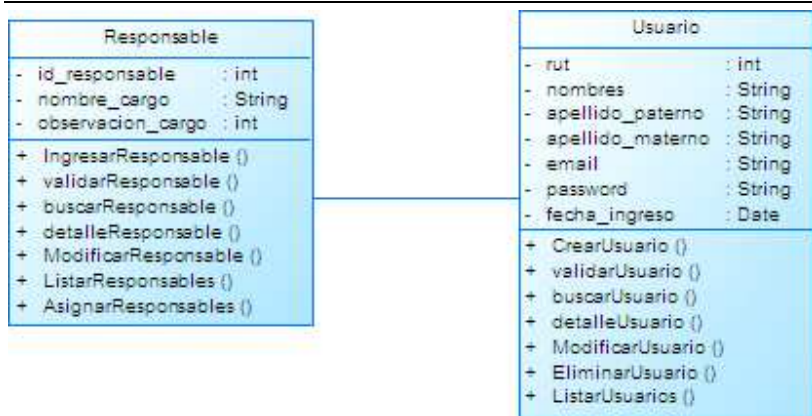 Responsable
- id_responsable : int
- nombre_cargo : String
- observacion_cargo : int
+ IngresarResponsable ()
+ validarResponsable ()
+ buscarResponsable ()
+ detalleResponsable ()
+ ModificarResponsable ()
+ ListarResponsables ()
+ AsignarResponsables ()
Usuario
- rut : int
- nombres : String
- apellido_paterno : String
- apellido_materno : String
- email : String
- password : String
- fecha_ingreso : Date
+ CrearUsuario ()
+ validarUsuario ()
+ buscarUsuario ()
+ detalleUsuario ()
+ ModificarUsuario ()
+ EliminarUsuario ()
+ ListarUsuarios ()